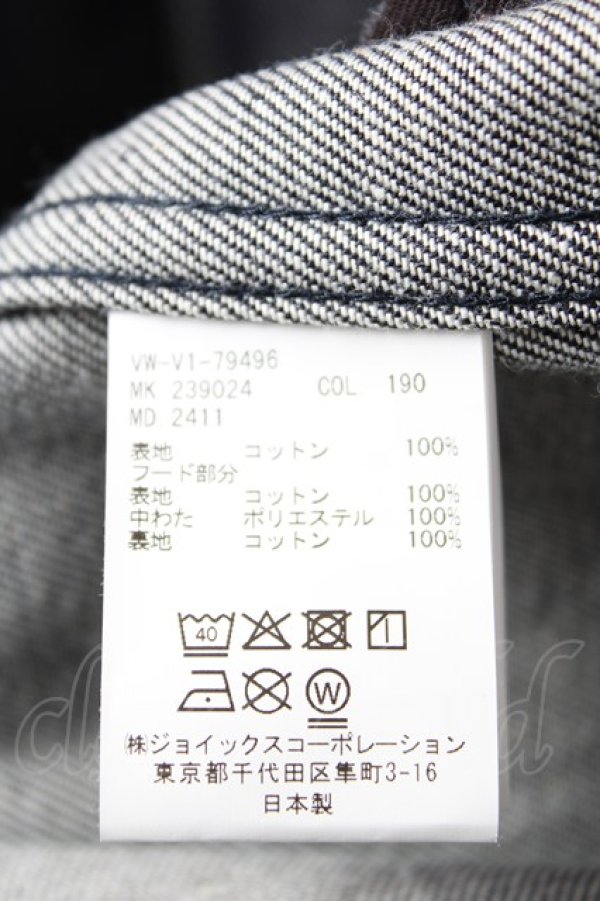 VW-V1-79496
MK 239024 COL 190
MD 2411
表地 コットン 100%
フード部分
表地 コットン 100%
中わた ポリエステル 100%
裏地 コットン 100%
40
W
㈱ジョイックスコーポレーション
東京都千代田区隼町3-16
日本製